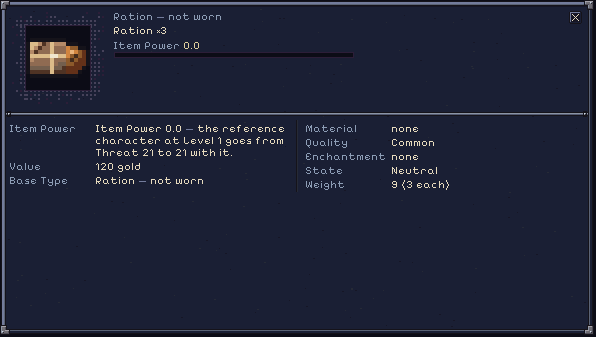 Ration — not worn
Ration ×3
Item Power 0.0
Item Power Item Power 0.0 — the reference
character at Level 1 goes from
Threat 21 to 21 with it.
Value 120 gold
Base Type Ration — not worn
Material none
Quality Common
Enchantment none
State Neutral
Weight 9 (3 each)